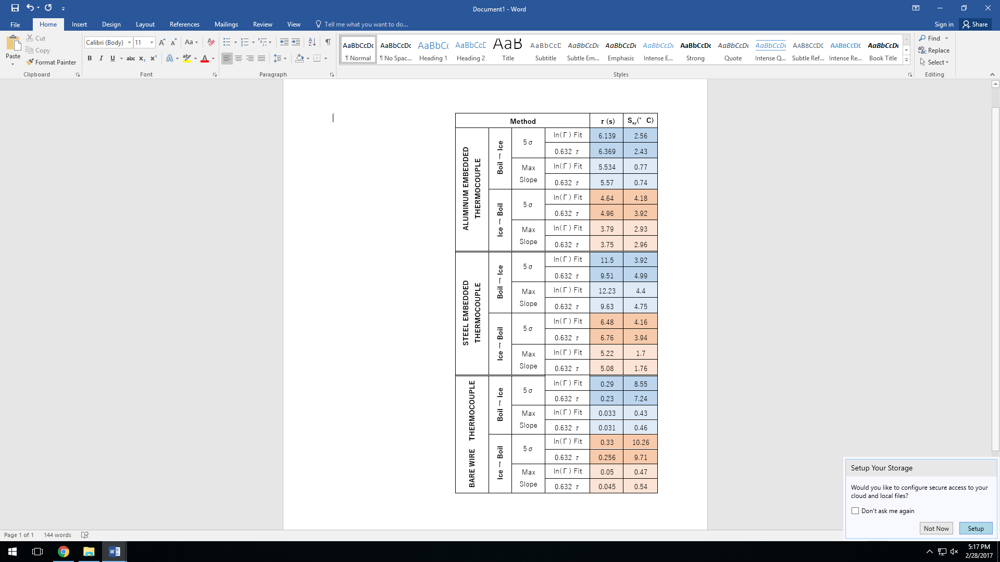 Document1 - Word
File Home Insert Design Layout References Mailings Review View Tell me what you want to do... Sign in Share
Paste Cut Copy Format Painter Clipboard
Calibri (Body) 11 Aa
B I U abc x₂ x² A ab A Font
Paragraph
AaBbCcDc AaBbCcDc AaBbCc AaBbCcD AaB AaBbCcD AaBbCcDc AaBbCcDc AaBbCcDc AaBbCcDc AaBbCcDc AaBbCcDc AABBCCDE AABBCCDE AaBbCcDc
¶ Normal ¶ No Spac... Heading 1 Heading 2 Title Subtitle Subtle Em... Emphasis Intense E... Strong Quote Intense Q... Subtle Ref... Intense Re... Book Title
Styles
Find
Replace
Select
Editing
Method τ (s) Sxy(° C)
ALUMINUM EMBEDDED THERMOCOUPLE
Boil → Ice
5 σ ln(Γ) Fit 6.139 2.56
0.632 τ 6.369 2.43
Max Slope ln(Γ) Fit 5.534 0.77
0.632 τ 5.57 0.74
Ice → Boil
5 σ ln(Γ) Fit 4.64 4.18
0.632 τ 4.96 3.92
Max Slope ln(Γ) Fit 3.79 2.93
0.632 τ 3.75 2.96
STEEL EMBEDDED THERMOCOUPLE
Boil → Ice
5 σ ln(Γ) Fit 11.5 3.92
0.632 τ 9.51 4.99
Max Slope ln(Γ) Fit 12.23 4.4
0.632 τ 9.63 4.75
Ice → Boil
5 σ ln(Γ) Fit 6.48 4.16
0.632 τ 6.76 3.94
Max Slope ln(Γ) Fit 5.22 1.7
0.632 τ 5.08 1.76
BARE WIRE THERMOCOUPLE
Boil → Ice
5 σ ln(Γ) Fit 0.29 8.55
0.632 τ 0.23 7.24
Max Slope ln(Γ) Fit 0.033 0.43
0.632 τ 0.031 0.46
Ice → Boil
5 σ ln(Γ) Fit 0.33 10.26
0.632 τ 0.256 9.71
Max Slope ln(Γ) Fit 0.05 0.47
0.632 τ 0.045 0.54
Setup Your Storage
Would you like to configure secure access to your
cloud and local files?
Don't ask me again
Not Now Setup
Page 1 of 1 144 words
5:17 PM
2/28/2017